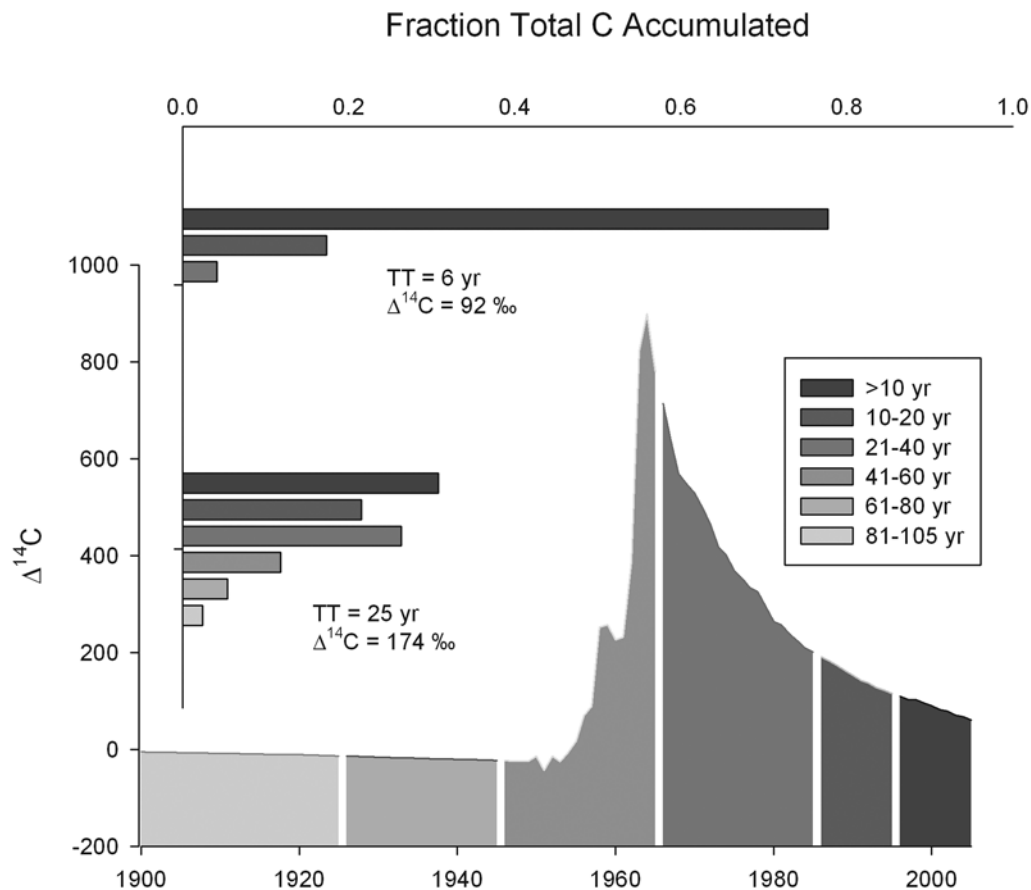 Fraction Total C Accumulated
0.0 0.2 0.4 0.6 0.8 1.0
TT = 6 yr
Δ¹⁴C = 92 ‰
TT = 25 yr
Δ¹⁴C = 174 ‰
>10 yr
10-20 yr
21-40 yr
41-60 yr
61-80 yr
81-105 yr
Δ¹⁴C
1000
800
600
400
200
0
-200
1900 1920 1940 1960 1980 2000